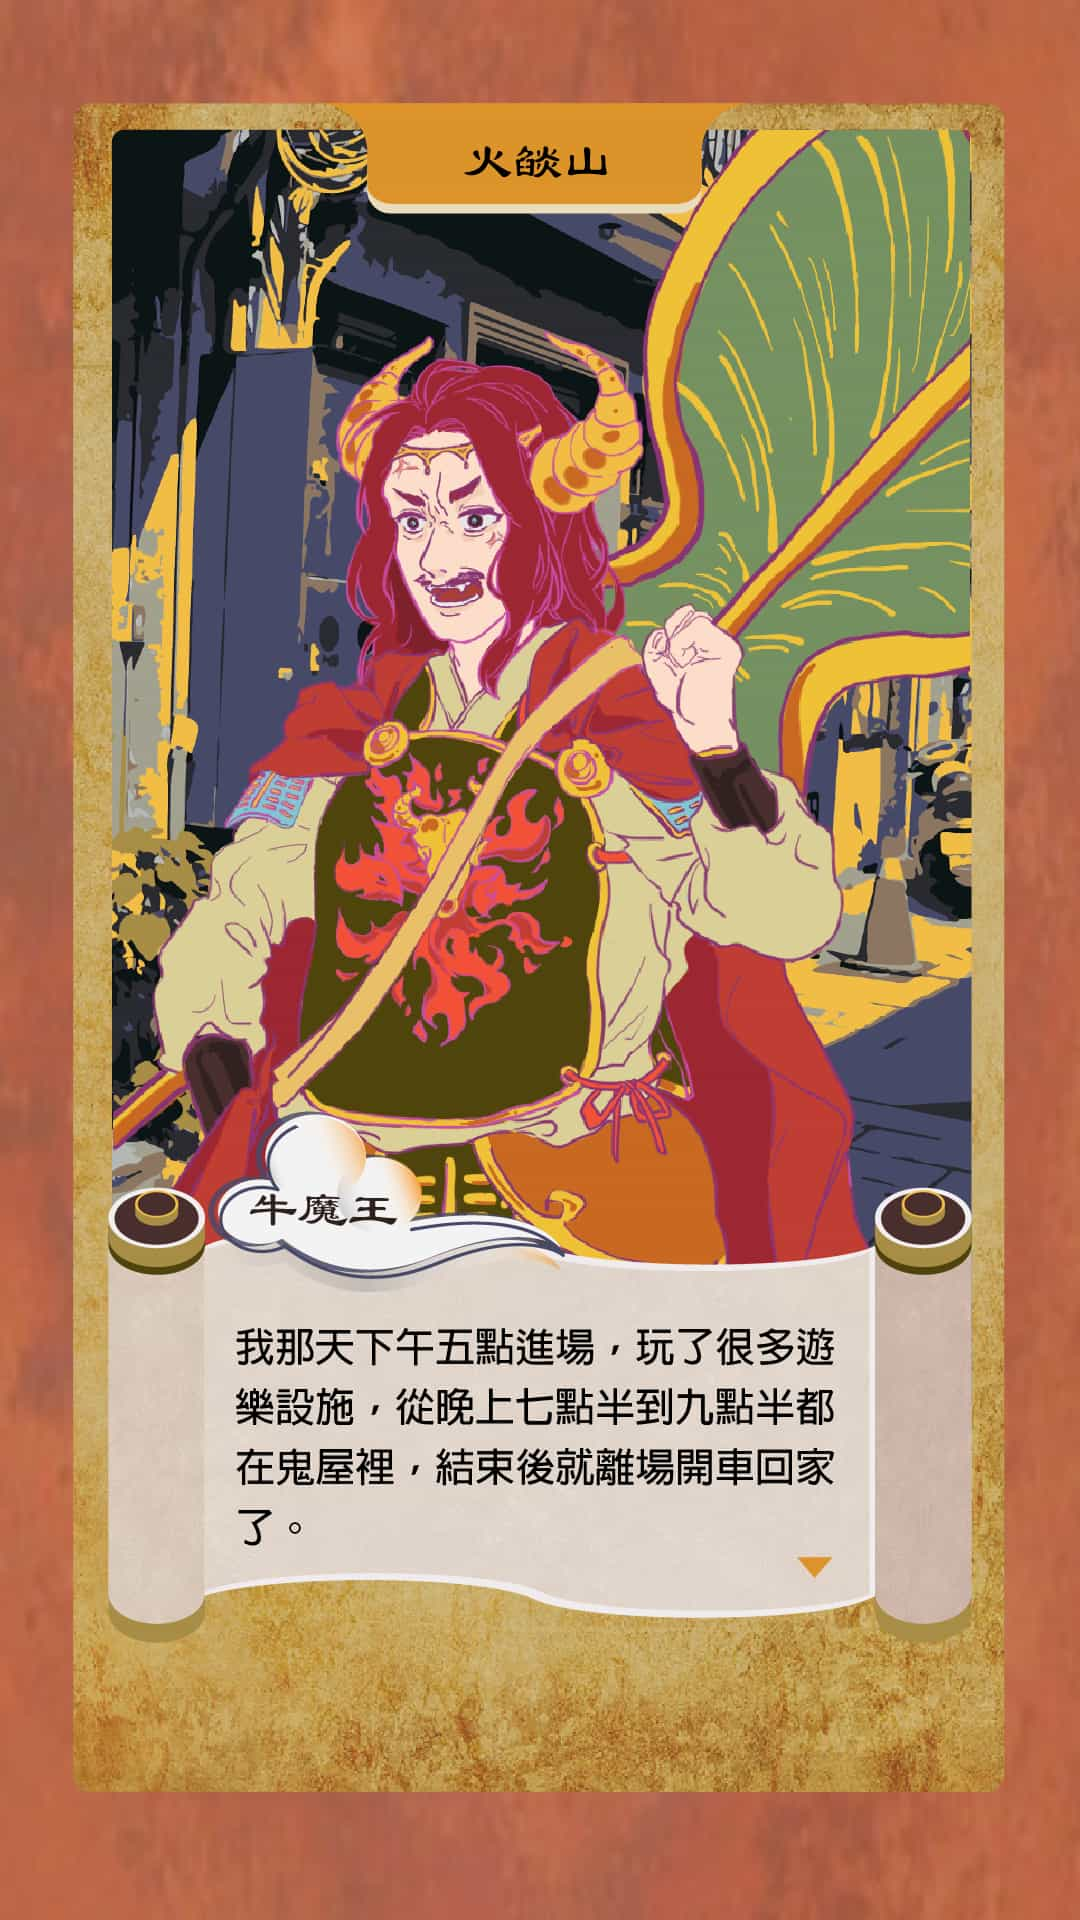 火燄山
牛魔王
我那天下午五點進場，玩了很多遊
樂設施，從晚上七點半到九點半都
在鬼屋裡，結束後就離場開車回家
了。